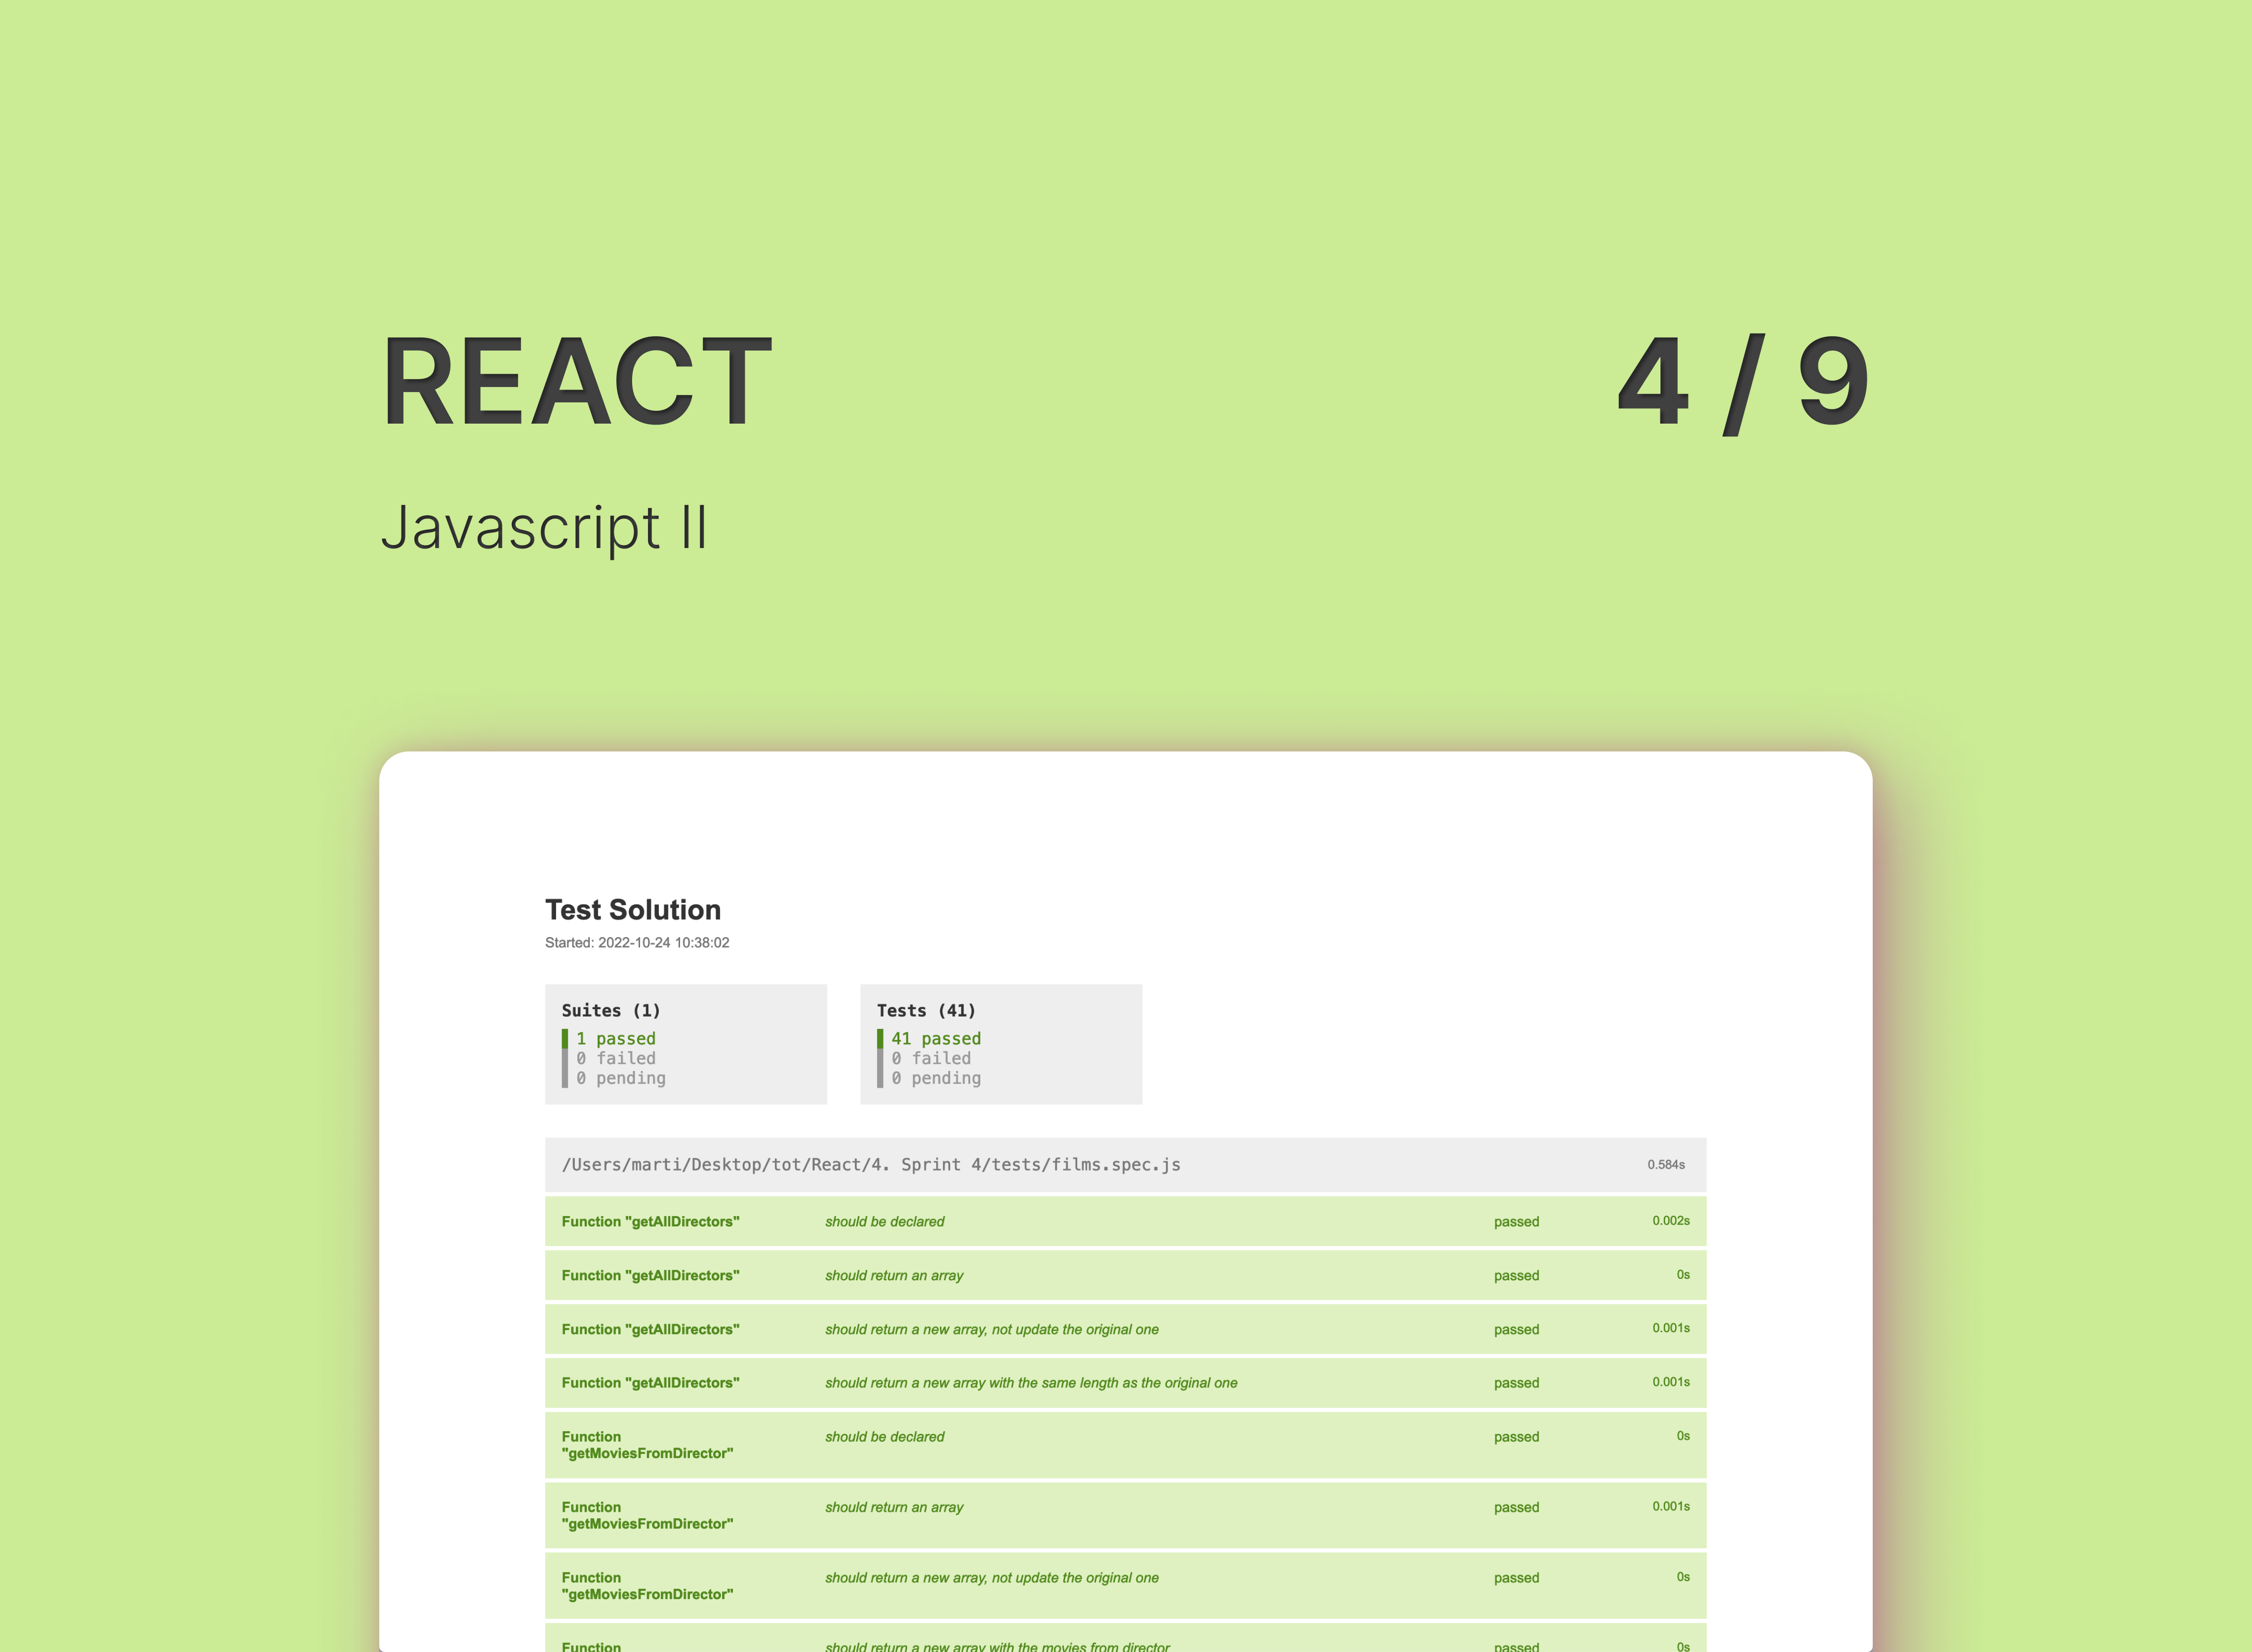 REACT 4 / 9
Javascript II
Test Solution
Started: 2022-10-24 10:38:02
Suites (1) Tests (41)
1 passed 41 passed
0 failed 0 failed
0 pending 0 pending
/Users/marti/Desktop/tot/React/4. Sprint 4/tests/films.spec.js 0.584s
Function "getAllDirectors" should be declared passed 0.002s
Function "getAllDirectors" should return an array passed 0s
Function "getAllDirectors" should return a new array, not update the original one passed 0.001s
Function "getAllDirectors" should return a new array with the same length as the original one passed 0.001s
Function should be declared passed 0s
"getMoviesFromDirector"
Function should return an array passed 0.001s
"getMoviesFromDirector"
Function should return a new array, not update the original one passed 0s
"getMoviesFromDirector"
Function should return a new array with the movies from director passed 0s